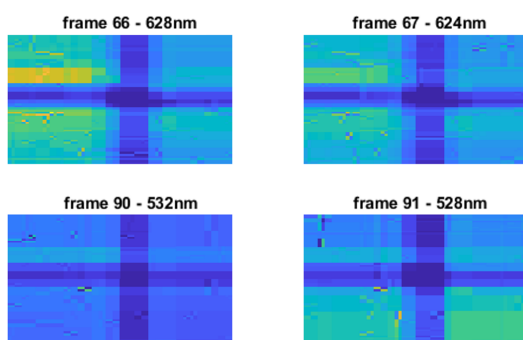 frame 66 - 628nm
frame 67 - 624nm
frame 90 - 532nm
frame 91 - 528nm